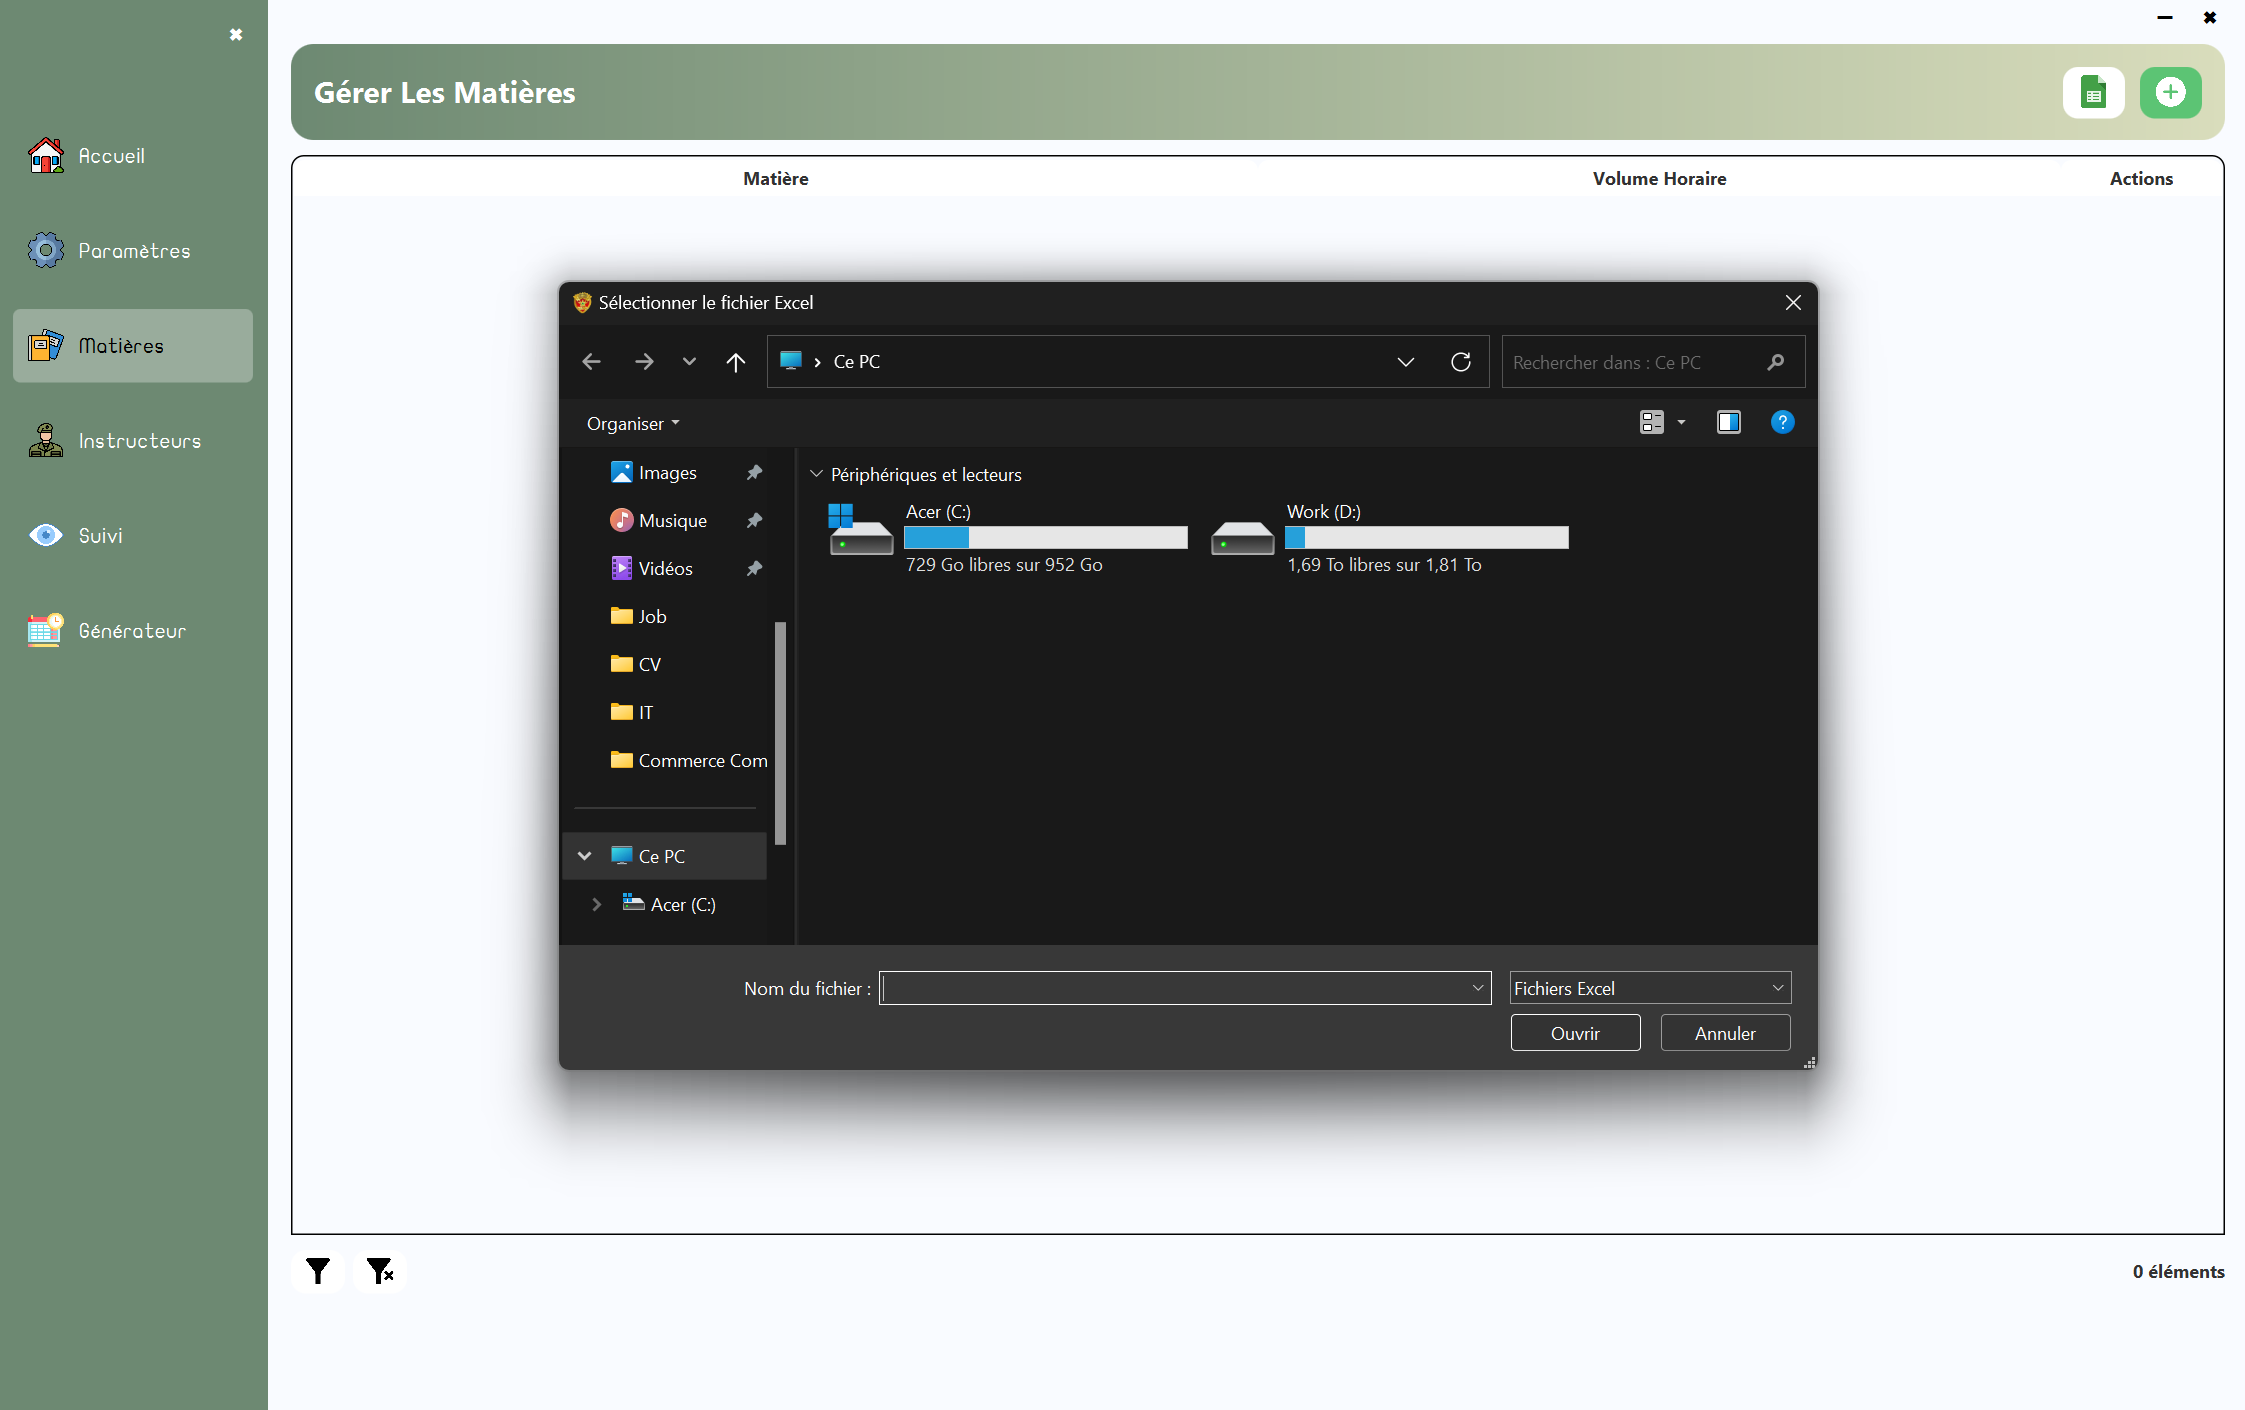 Accueil
Paramètres
Matières
Instructeurs
Suivi
Générateur
Gérer Les Matières
Matière
Volume Horaire
Actions
Sélectionner le fichier Excel
Ce PC
Rechercher dans : Ce PC
Organiser
Images
Musique
Vidéos
Job
CV
IT
Commerce Com
Ce PC
Acer (C:)
Périphériques et lecteurs
Acer (C:)
729 Go libres sur 952 Go
Work (D:)
1,69 To libres sur 1,81 To
Nom du fichier :
Fichiers Excel
Ouvrir
Annuler
0 éléments